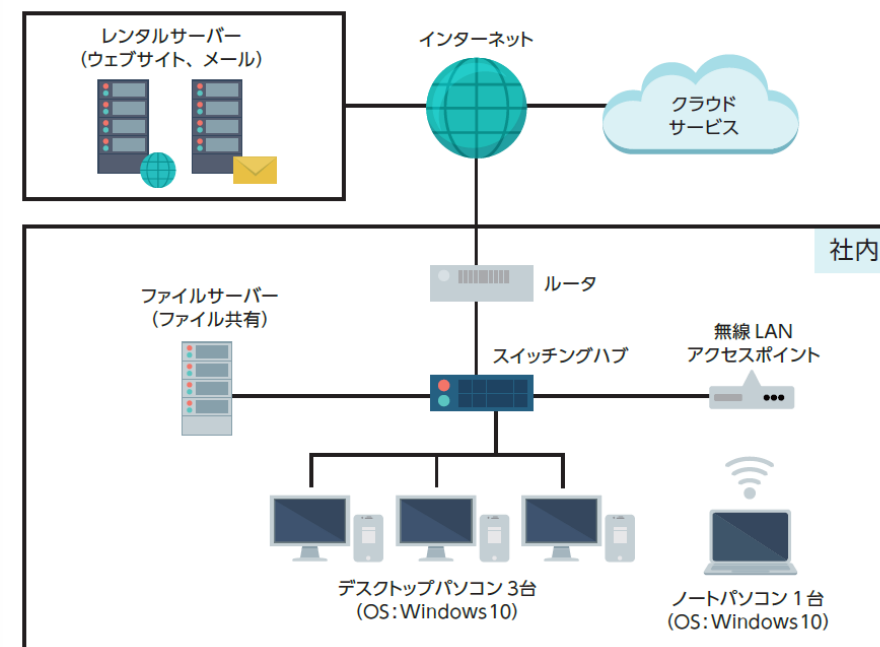 レンタルサーバー
(ウェブサイト、メール)
インターネット
クラウド
サービス
社内
ルータ
ファイルサーバー
(ファイル共有)
スイッチングハブ
無線 LAN
アクセスポイント
デスクトップパソコン 3台
(OS:Windows10)
ノートパソコン 1 台
(OS:Windows10)